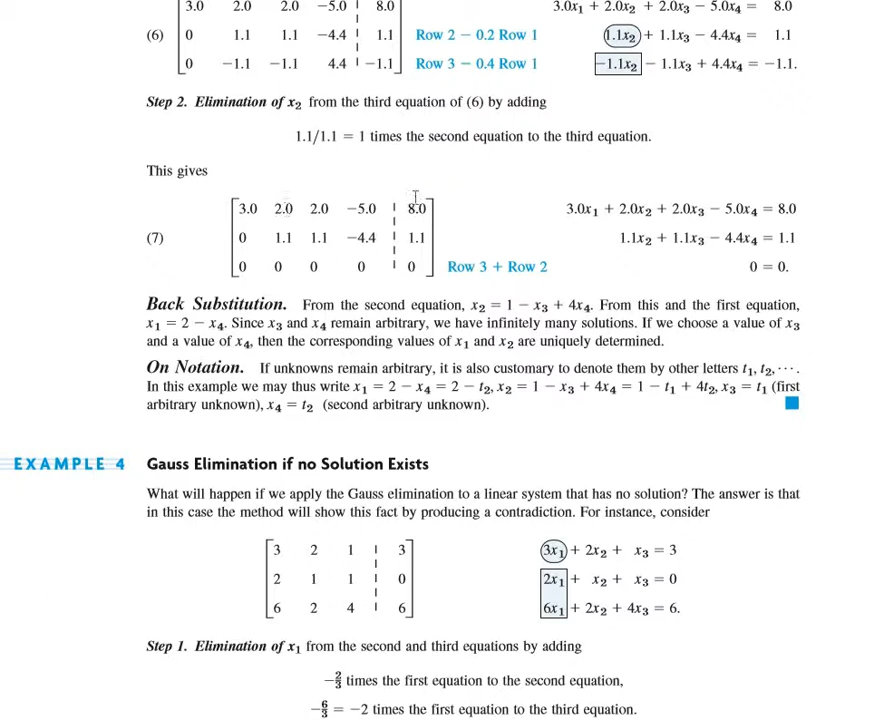 3.0 2.0 2.0 −5.0 | 8.0 3.0x₁ + 2.0x₂ + 2.0x₃ − 5.0x₄ = 8.0
(6) 0 1.1 1.1 −4.4 | 1.1 Row 2 − 0.2 Row 1 1.1x₂ + 1.1x₃ − 4.4x₄ = 1.1
0 −1.1 −1.1 4.4 | −1.1 Row 3 − 0.4 Row 1 −1.1x₂ − 1.1x₃ + 4.4x₄ = −1.1.
Step 2. Elimination of x₂ from the third equation of (6) by adding
1.1/1.1 = 1 times the second equation to the third equation.
This gives
3.0 2.0 2.0 −5.0 | 8.0 3.0x₁ + 2.0x₂ + 2.0x₃ − 5.0x₄ = 8.0
(7) 0 1.1 1.1 −4.4 | 1.1 1.1x₂ + 1.1x₃ − 4.4x₄ = 1.1
0 0 0 0 | 0 Row 3 + Row 2 0 = 0.
Back Substitution. From the second equation, x₂ = 1 − x₃ + 4x₄. From this and the first equation,
x₁ = 2 − x₄. Since x₃ and x₄ remain arbitrary, we have infinitely many solutions. If we choose a value of x₃
and a value of x₄, then the corresponding values of x₁ and x₂ are uniquely determined.
On Notation. If unknowns remain arbitrary, it is also customary to denote them by other letters t₁, t₂, ⋯.
In this example we may thus write x₁ = 2 − x₄ = 2 − t₂, x₂ = 1 − x₃ + 4x₄ = 1 − t₁ + 4t₂, x₃ = t₁ (first
arbitrary unknown), x₄ = t₂ (second arbitrary unknown).
EXAMPLE 4 Gauss Elimination if no Solution Exists
What will happen if we apply the Gauss elimination to a linear system that has no solution? The answer is that
in this case the method will show this fact by producing a contradiction. For instance, consider
3 2 1 | 3 3x₁ + 2x₂ + x₃ = 3
2 1 1 | 0 2x₁ + x₂ + x₃ = 0
6 2 4 | 6 6x₁ + 2x₂ + 4x₃ = 6.
Step 1. Elimination of x₁ from the second and third equations by adding
−2/3 times the first equation to the second equation,
−6/3 = −2 times the first equation to the third equation.